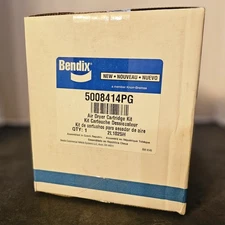 Bendix
NEW • NOUVEAU • NUEVO
5008414PG
Air Dryer Cartridge Kit
Kit Cartouche Dessiccateur
Kit de cartuchos para secador de aire
QTY: 1 ZL1025H